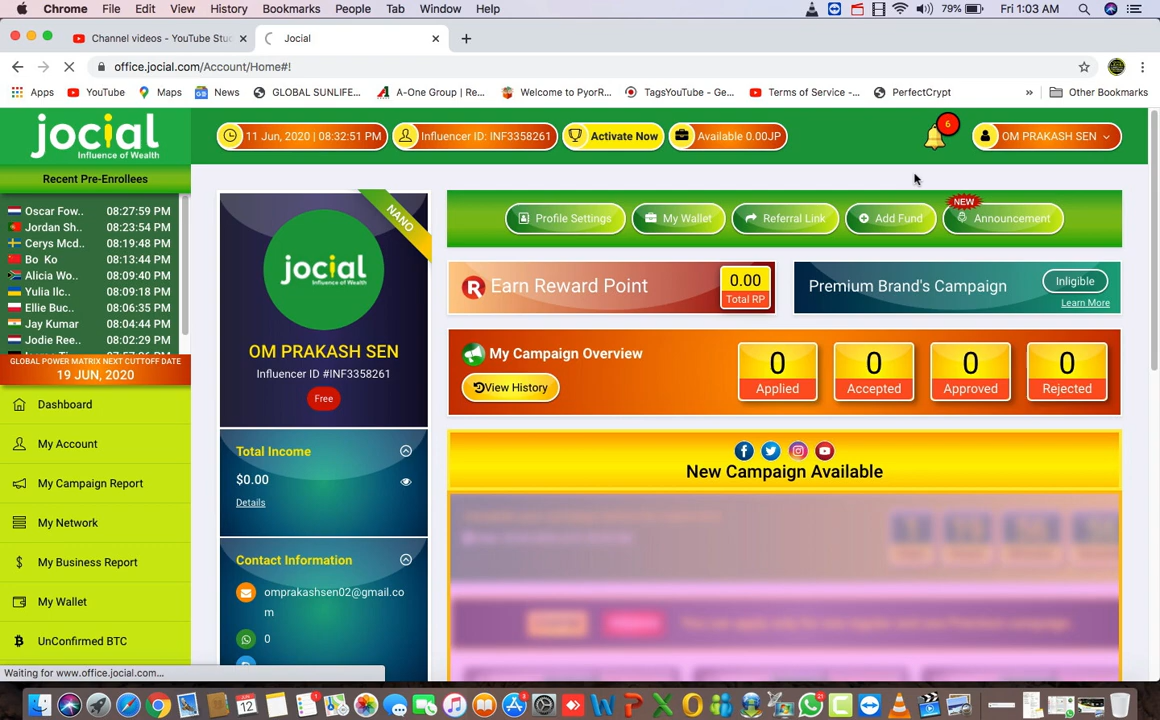 Chrome File Edit View History Bookmarks People Tab Window Help 79% Fri 1:03 AM
Channel videos - YouTube Stu Jocial
office.jocial.com/Account/Home#!
Apps YouTube Maps News GLOBAL SUNLIFE... A-One Group | Re... Welcome to PyorR... TagsYouTube - Ge... Terms of Service -... PerfectCrypt » Other Bookmarks
jocial
Influence of Wealth
11 Jun, 2020 | 08:32:51 PM Influencer ID: INF3358261 Activate Now Available 0.00JP 6 OM PRAKASH SEN
Recent Pre-Enrollees
Oscar Fow.. 08:27:59 PM
Jordan Sh.. 08:23:54 PM
Cerys Mcd.. 08:19:48 PM
Bo Ko 08:13:44 PM
Alicia Wo.. 08:09:40 PM
Yulia Ilc.. 08:09:18 PM
Ellie Buc.. 08:06:35 PM
Jay Kumar 08:04:44 PM
Jodie Ree.. 08:02:29 PM
GLOBAL POWER MATRIX NEXT CUTTOFF DATE
19 JUN, 2020
Dashboard
My Account
My Campaign Report
My Network
My Business Report
My Wallet
UnConfirmed BTC
NANO
jocial
Influence of Wealth
OM PRAKASH SEN
Influencer ID #INF3358261
Free
Total Income
$0.00
Details
Contact Information
omprakashsen02@gmail.co
m
0
Profile Settings My Wallet Referral Link Add Fund NEW Announcement
R Earn Reward Point 0.00
Total RP
Premium Brand's Campaign Inligible
Learn More
My Campaign Overview
View History
0 0 0 0
Applied Accepted Approved Rejected
New Campaign Available
Waiting for www.office.jocial.com...